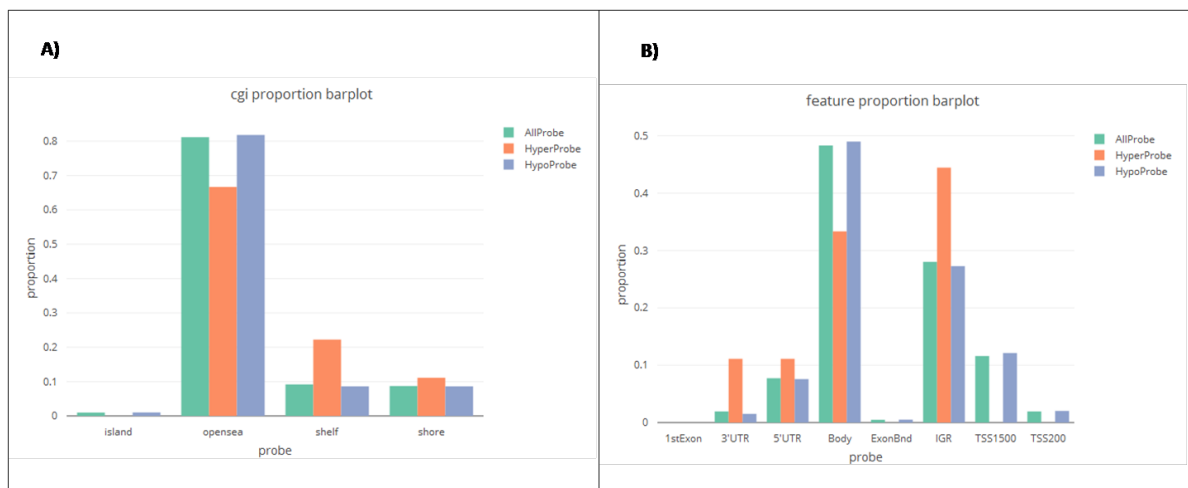 A)
cgi proportion barplot
AllProbe
HyperProbe
HypoProbe
0.8
0.7
0.6
0.5
0.4
0.3
0.2
0.1
0
proportion
island opensea shelf shore
probe
B)
feature proportion barplot
AllProbe
HyperProbe
HypoProbe
0.5
0.4
0.3
0.2
0.1
0
proportion
1stExon 3'UTR 5'UTR Body ExonBnd IGR TSS1500 TSS200
probe